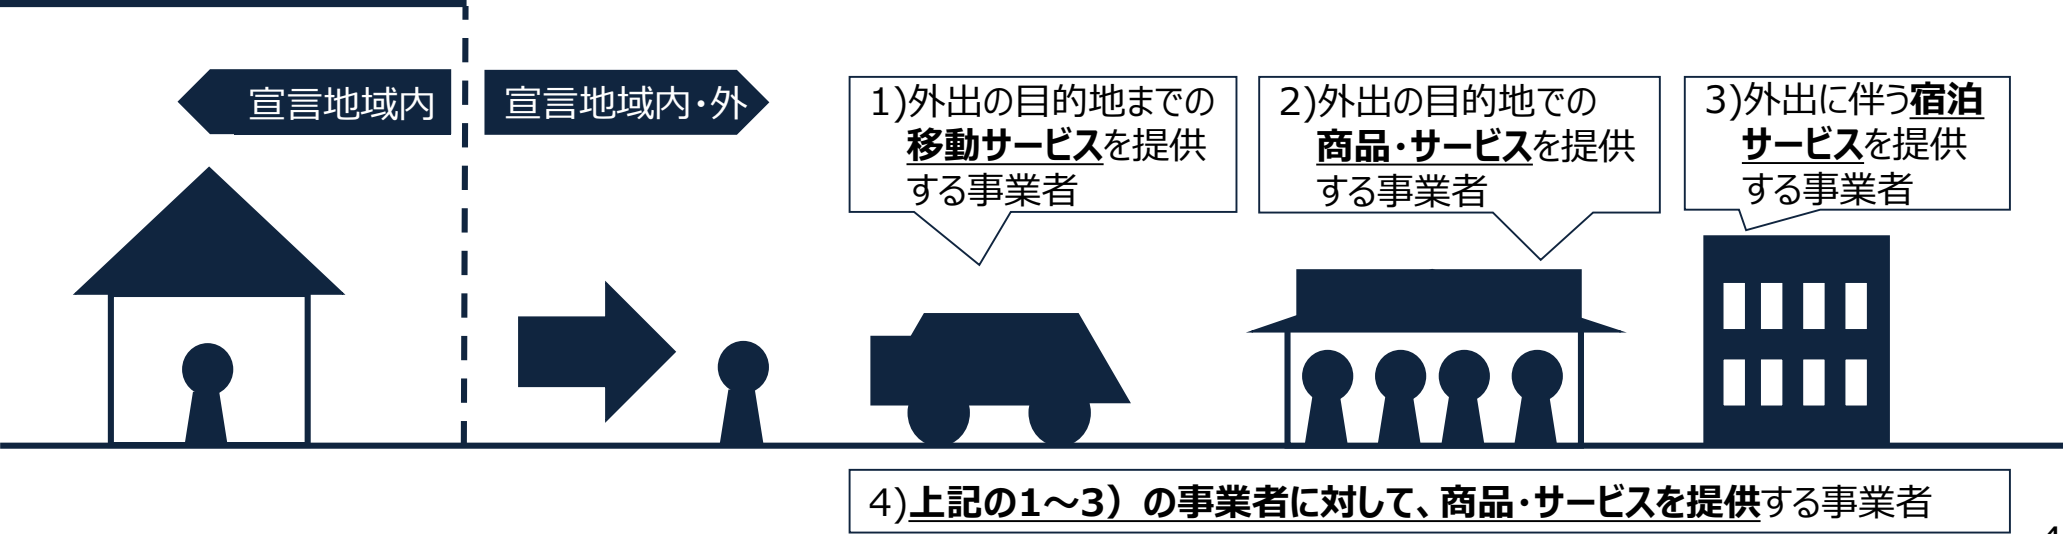 宣言地域内
宣言地域内・外
1)外出の目的地までの
移動サービスを提供
する事業者
2)外出の目的地での
商品・サービスを提供
する事業者
3)外出に伴う宿泊
サービスを提供
する事業者
4)上記の1～3）の事業者に対して、商品・サービスを提供する事業者